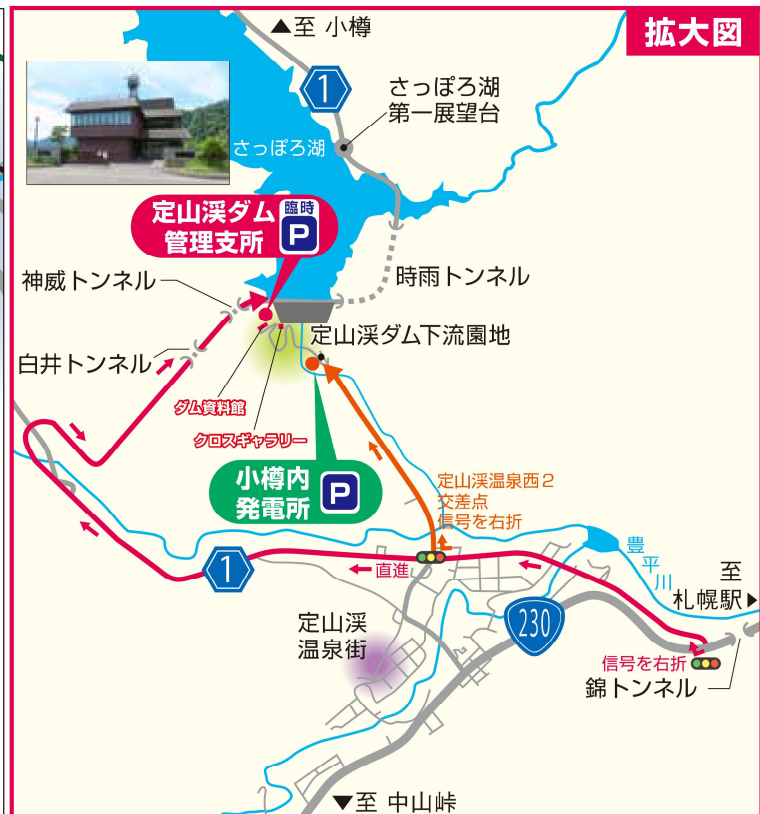 ▲至 小樽
拡大図
1
さっぽろ湖
第一展望台
さっぽろ湖
定山渓ダム
管理支所
臨時
P
神威トンネル
時雨トンネル
定山渓ダム下流園地
白井トンネル
ダム資料館
クロスギャラリー
小樽内
発電所
P
定山渓温泉西2
交差点
信号を右折
豊平川
1
直進
至
札幌駅▶
230
定山渓
温泉街
信号を右折
錦トンネル
▼至 中山峠